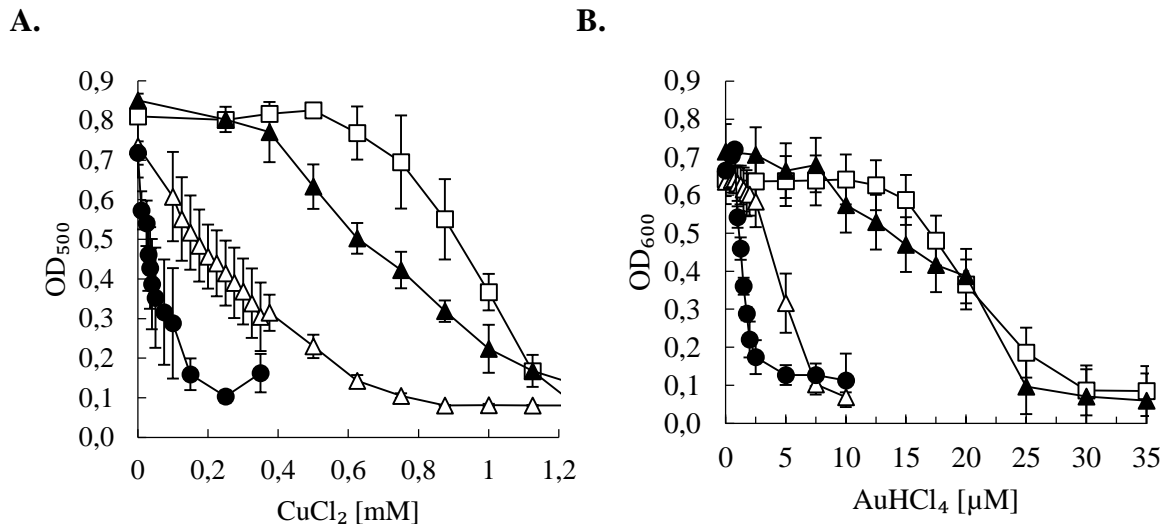 A.
B.
0,9
0,8
0,7
0,6
0,5
0,4
0,3
0,2
0,1
0,0
OD₅₀₀
0 0,2 0,4 0,6 0,8 1 1,2
CuCl₂ [mM]
0,9
0,8
0,7
0,6
0,5
0,4
0,3
0,2
0,1
0,0
OD₆₀₀
0 5 10 15 20 25 30 35
AuHCl₄ [µM]